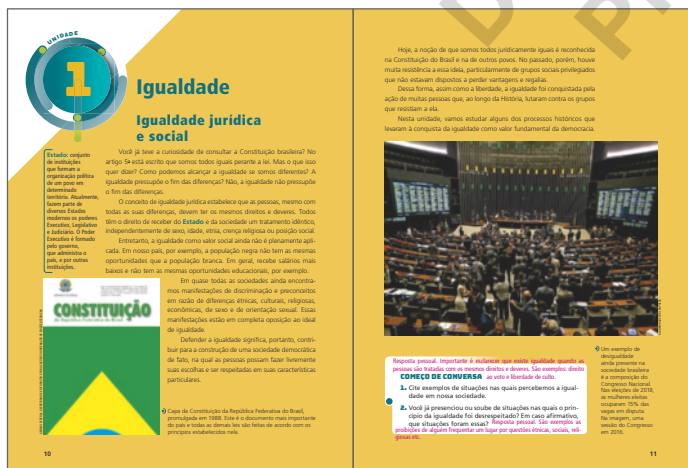 UNIDADE
1
Igualdade
Igualdade jurídica
e social
Estado: conjunto
de instituições
que formam a
organização política
de um povo em
determinado
território. Atualmente,
fazem parte de
diversos Estados
modernos os poderes
Executivo, Legislativo
e Judiciário. O Poder
Executivo é formado
pelo governo,
que administra o
país, e por outras
instituições.
Você já teve a curiosidade de consultar a Constituição brasileira? No
artigo 5º está escrito que somos todos iguais perante a lei. Mas o que isso
quer dizer? Como podemos alcançar a igualdade se somos diferentes? A
igualdade pressupõe o fim das diferenças? Não, a igualdade não pressupõe
o fim das diferenças.
O conceito de igualdade jurídica estabelece que as pessoas, mesmo com
todas as suas diferenças, devem ter os mesmos direitos e deveres. Todos
têm o direito de receber do Estado e da sociedade um tratamento idêntico,
independentemente de sexo, idade, etnia, crença religiosa ou posição social.
Entretanto, a igualdade como valor social ainda não é plenamente apli-
cada. Em nosso país, por exemplo, a população negra não tem as mesmas
oportunidades que a população branca. Em geral, recebe salários mais
baixos e não tem as mesmas oportunidades educacionais, por exemplo.
Em quase todas as sociedades ainda encontra-
mos manifestações de discriminação e preconceitos
em razão de diferenças étnicas, culturais, religiosas,
econômicas, de sexo e de orientação sexual. Essas
manifestações estão em completa oposição ao ideal
de igualdade.
Defender a igualdade significa, portanto, contri-
buir para a construção de uma sociedade democrática
de fato, na qual as pessoas possam fazer livremente
suas escolhas e ser respeitadas em suas características
particulares.
CONSTITUIÇÃO
da República Federativa do Brasil
Capa da Constituição da República Federativa do Brasil,
promulgada em 1988. Este é o documento mais importante
do país e todas as demais leis são feitas de acordo com os
princípios estabelecidos nela.
10
Hoje, a noção de que somos todos juridicamente iguais é reconhecida
na Constituição do Brasil e na de outros povos. No passado, porém, houve
muita resistência a essa ideia, particularmente de grupos sociais privilegiados
que não estavam dispostos a perder vantagens e regalias.
Dessa forma, assim como a liberdade, a igualdade foi conquistada pela
ação de muitas pessoas que, ao longo da História, lutaram contra os grupos
que resistiam a ela.
Nesta unidade, vamos estudar alguns dos processos históricos que
levaram à conquista da igualdade como valor fundamental da democracia.
Resposta pessoal. Importante é esclarecer que existe igualdade quando as
pessoas são tratadas com os mesmos direitos e deveres. São exemplos: direito
COMEÇO DE CONVERSA ao voto e liberdade de culto.
1. Cite exemplos de situações nas quais percebemos a igual-
dade em nossa sociedade.
2. Você já presenciou ou soube de situações nas quais o prin-
cípio da igualdade foi desrespeitado? Em caso afirmativo,
que situações foram essas? Resposta pessoal. São exemplos as
proibições de alguém frequentar um lugar por questões étnicas, sociais, reli-
giosas etc.
Um exemplo de
desigualdade
ainda presente na
sociedade brasileira
é a composição do
Congresso Nacional.
Nas eleições de 2018,
as mulheres eleitas
ocuparam 15% das
vagas em disputa.
Na imagem, uma
sessão do Congresso
em 2016.
11